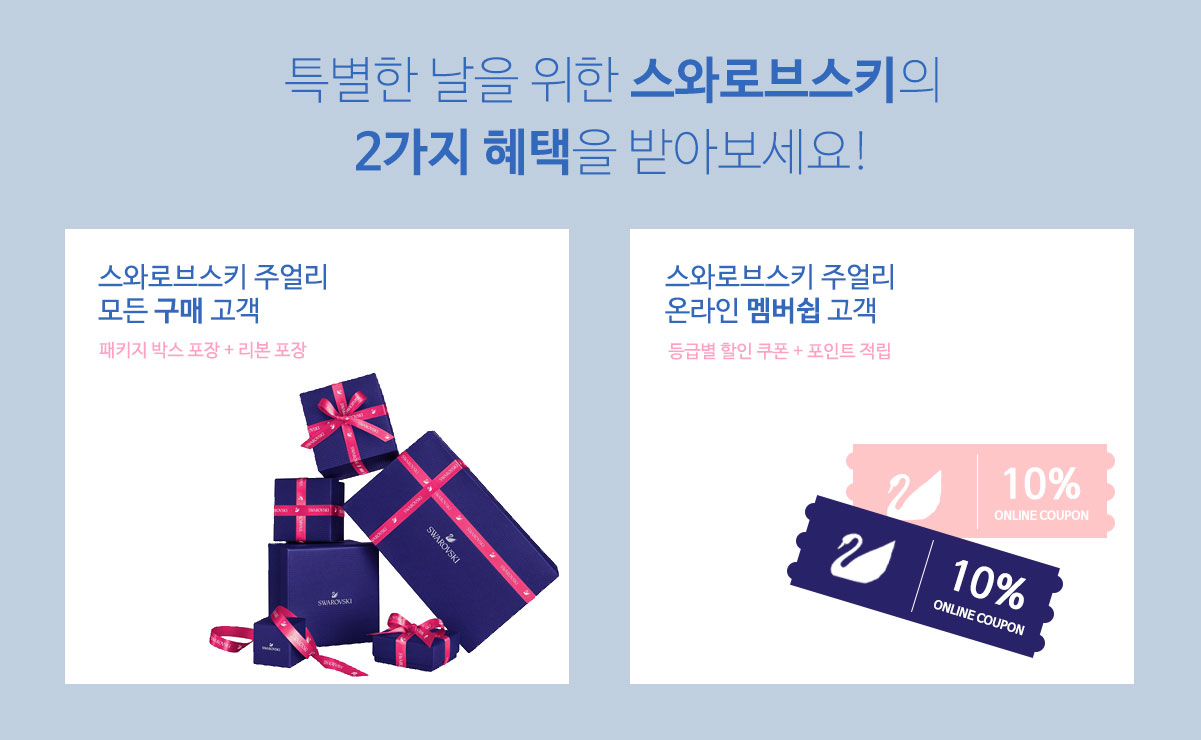 특별한 날을 위한 스와로브스키의
2가지 혜택을 받아보세요!
스와로브스키 주얼리
모든 구매 고객
패키지 박스 포장 + 리본 포장
SWAROVSKI
SWAROVSKI
SWAROVSKI
스와로브스키 주얼리
온라인 멤버쉽 고객
등급별 할인 쿠폰 + 포인트 적립
10%
ONLINE COUPON
10%
ONLINE COUPON